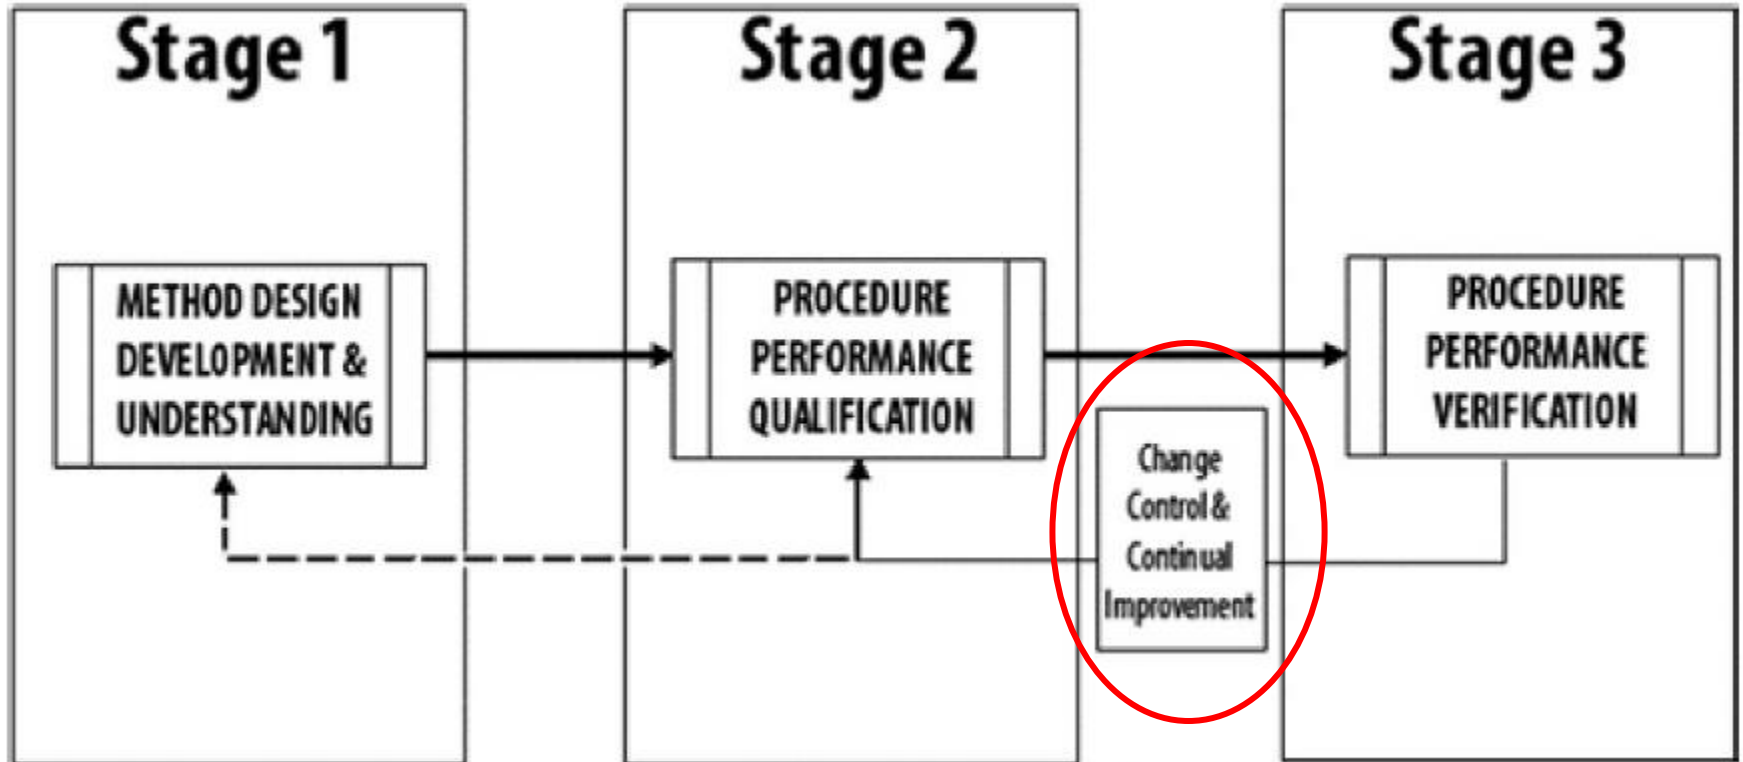 Stage 1
METHOD DESIGN
DEVELOPMENT &
UNDERSTANDING
Stage 2
PROCEDURE
PERFORMANCE
QUALIFICATION
Change
Control &
Continual
Improvement
Stage 3
PROCEDURE
PERFORMANCE
VERIFICATION